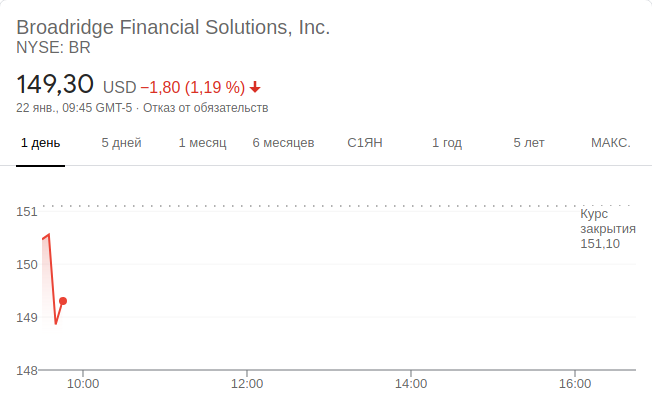 Broadridge Financial Solutions, Inc.
NYSE: BR
149,30 USD −1,80 (1,19 %)
22 янв., 09:45 GMT-5 · Отказ от обязательств
1 день 5 дней 1 месяц 6 месяцев С1ЯН 1 год 5 лет МАКС.
151
Курс
закрытия
151,10
150
149
148
10:00 12:00 14:00 16:00